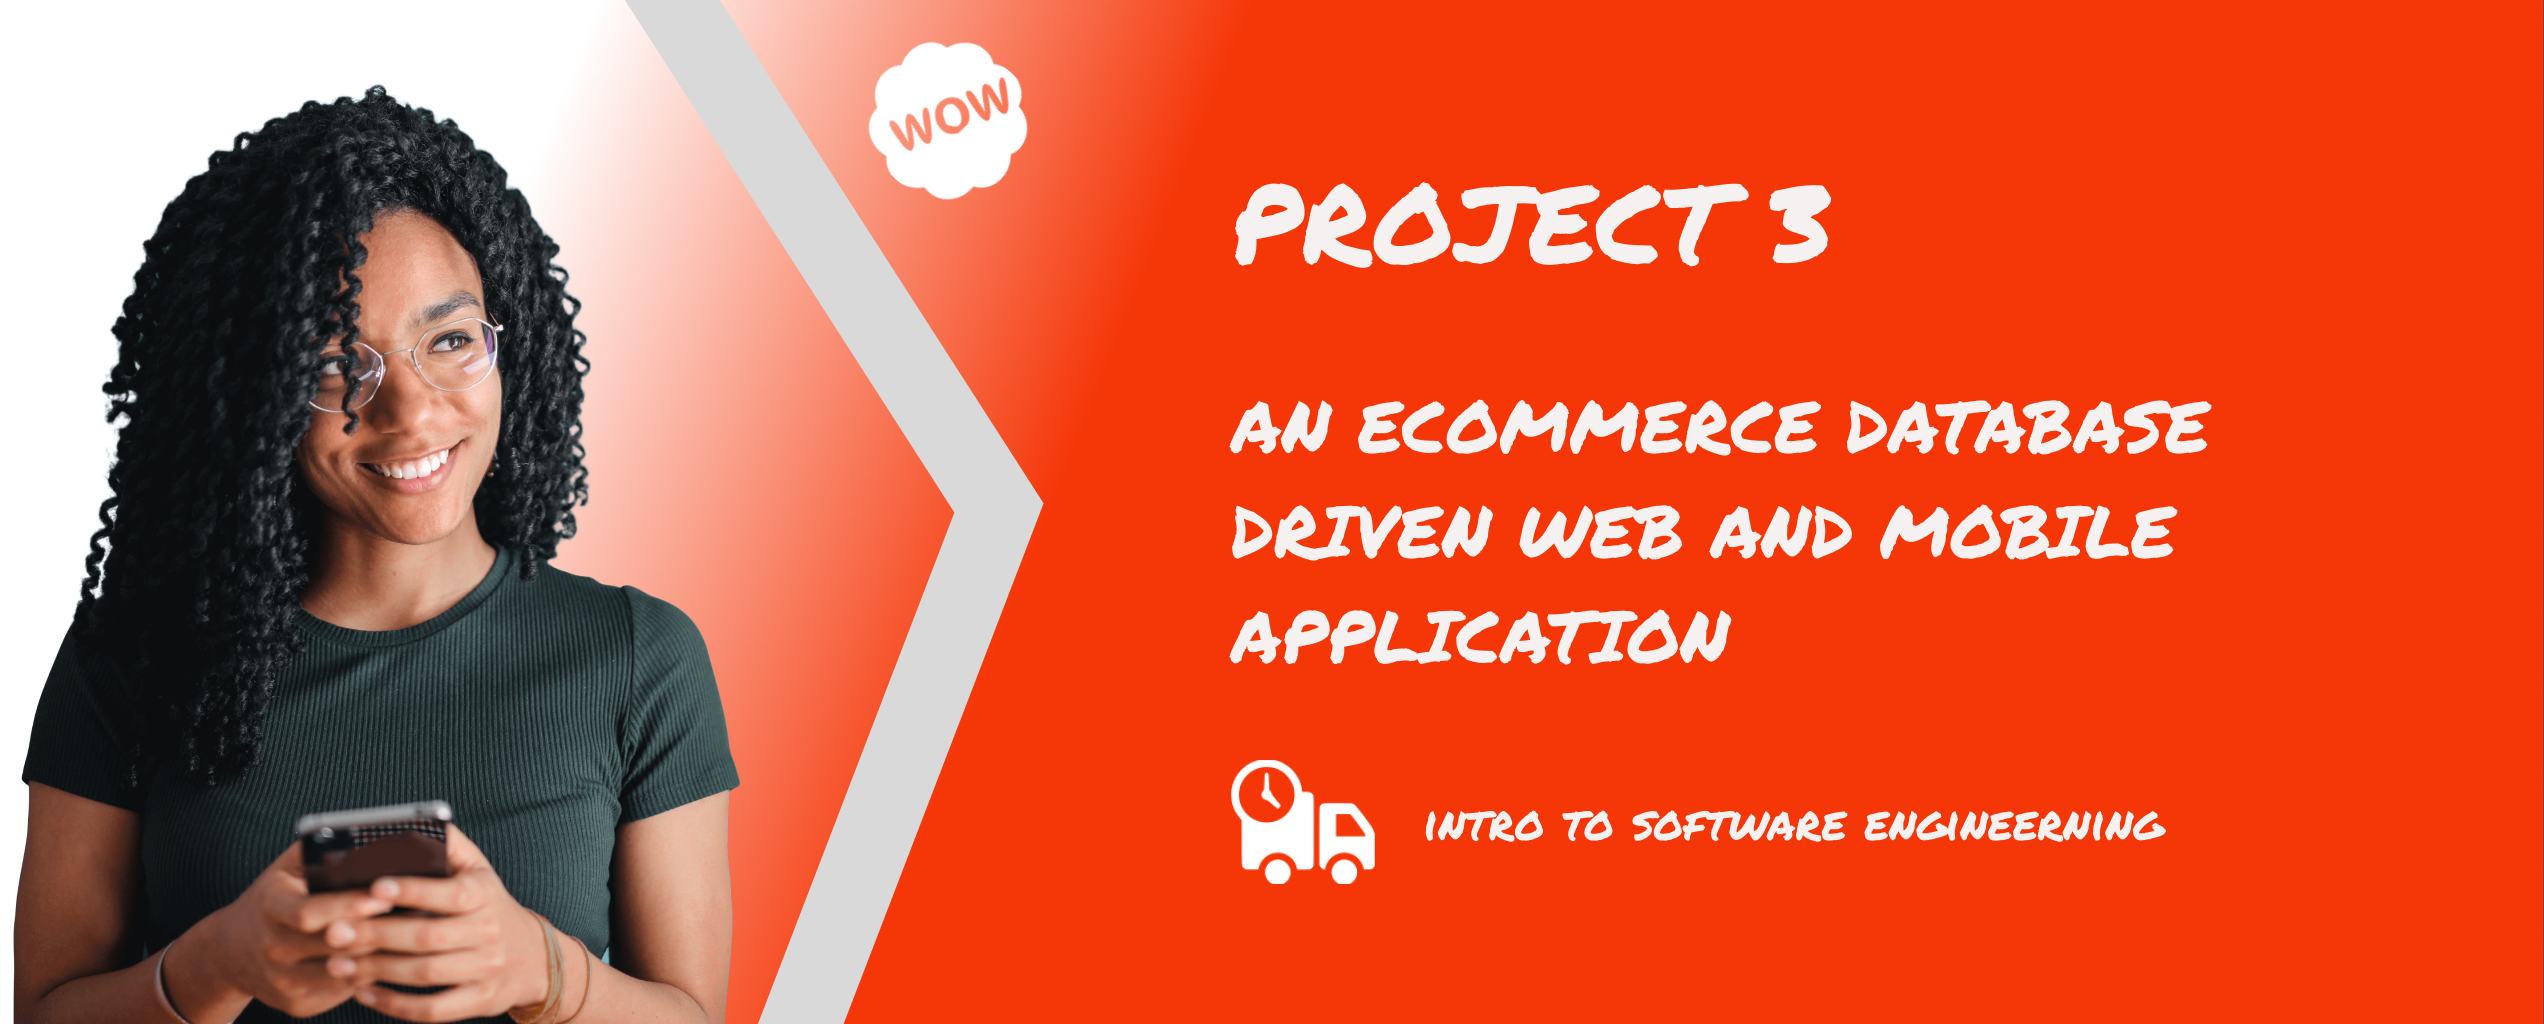 WOW
PROJECT 3
AN ECOMMERCE DATABASE
DRIVEN WEB AND MOBILE
APPLICATION
INTRO TO SOFTWARE ENGINEERNING